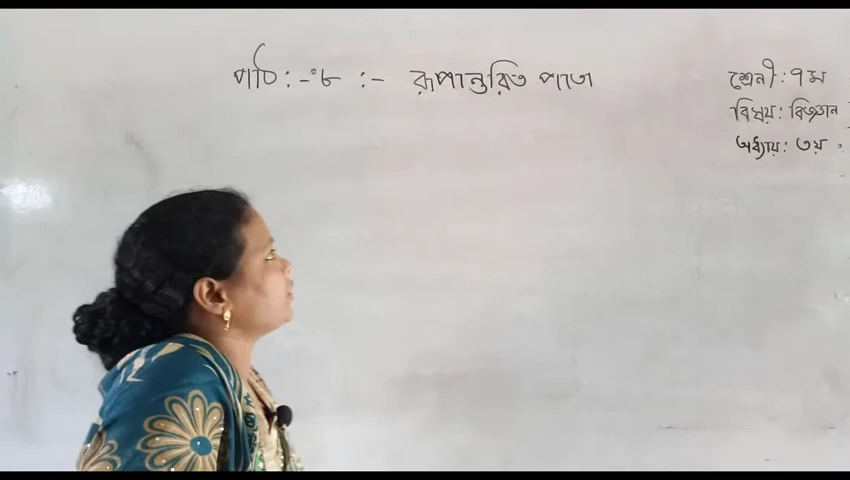 পাঠ :-৮ :- রূপান্তরিত পাতা
শ্রেনী : ৭ম
বিষয় : বিজ্ঞান
অধ্যায় : ৩য়